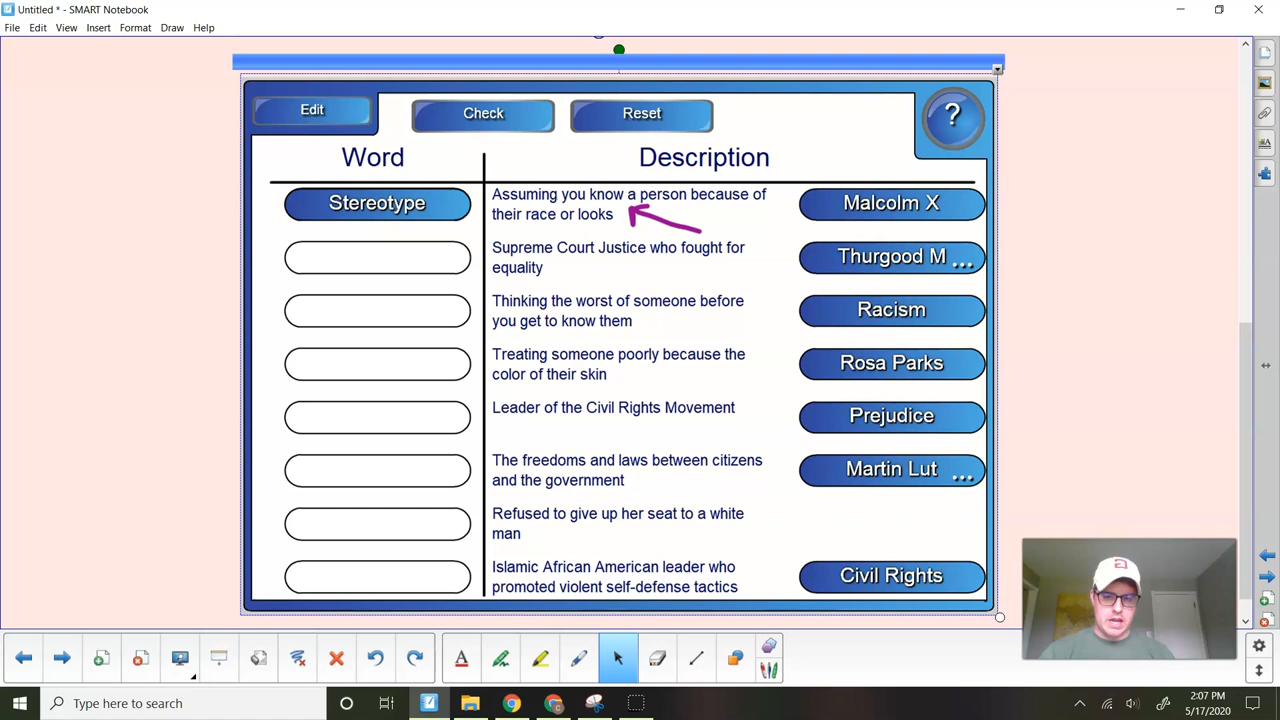 Untitled * - SMART Notebook
File Edit View Insert Format Draw Help
Edit
Check
Reset
?
Word
Description
Stereotype
Assuming you know a person because of
their race or looks
Malcolm X
Supreme Court Justice who fought for
equality
Thurgood M ...
Thinking the worst of someone before
you get to know them
Racism
Treating someone poorly because the
color of their skin
Rosa Parks
Leader of the Civil Rights Movement
Prejudice
The freedoms and laws between citizens
and the government
Martin Lut ...
Refused to give up her seat to a white
man
Islamic African American leader who
promoted violent self-defense tactics
Civil Rights
Type here to search
2:07 PM
5/17/2020